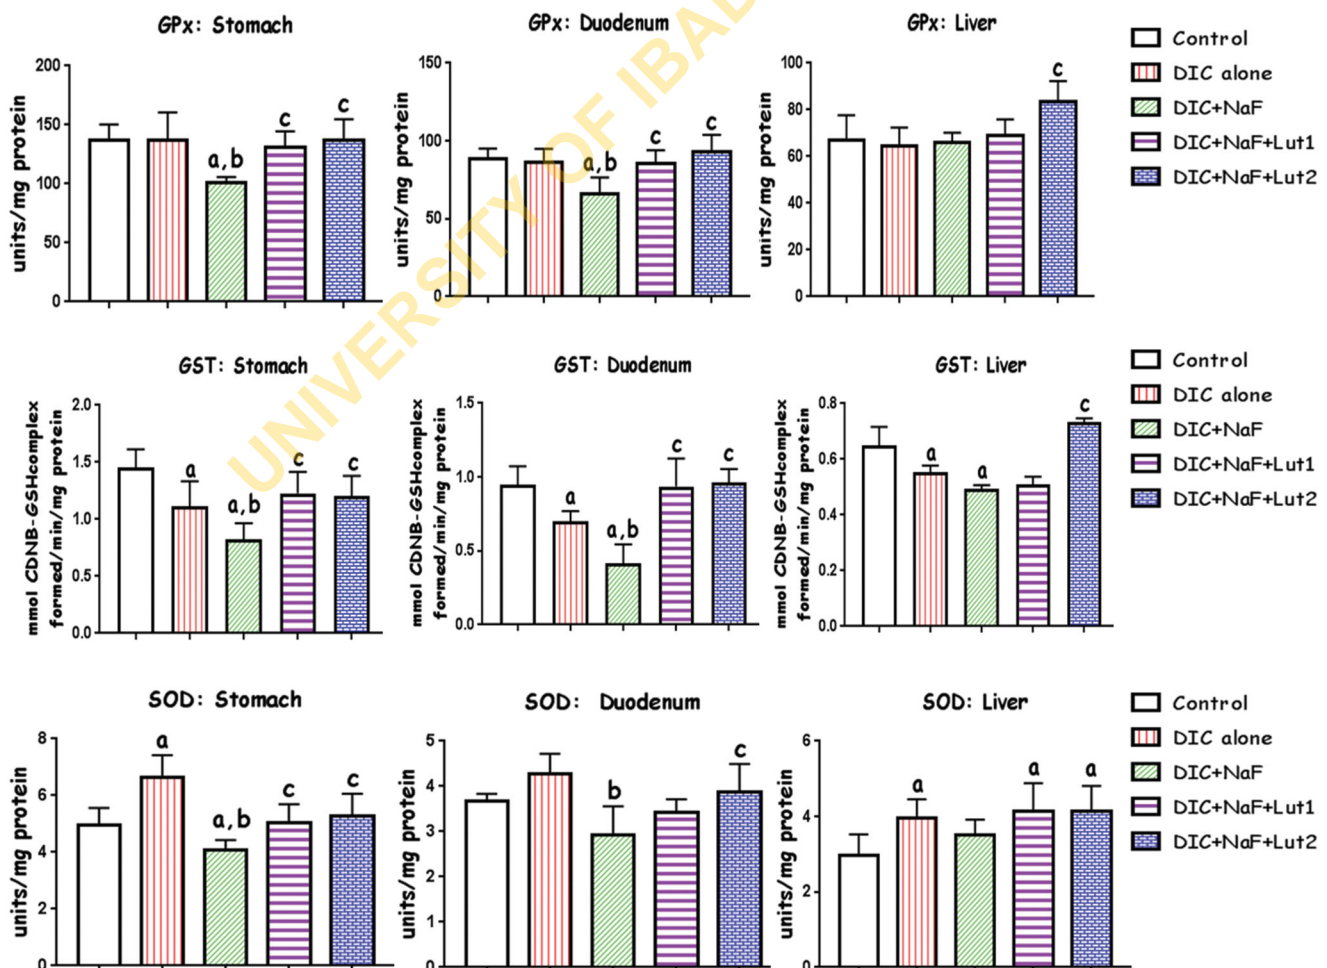 GPx: Stomach
units/mg protein
200
150
100
50
0
a,b
c
c
GPx: Duodenum
units/mg protein
150
100
50
0
a,b
c
c
GPx: Liver
units/mg protein
100
80
60
40
20
0
c
Control
DIC alone
DIC+NaF
DIC+NaF+Lut1
DIC+NaF+Lut2
UNIVERSITY OF IBAD
GST: Stomach
mmol CDNB-GSHcomplex
formed/min/mg protein
2.0
1.5
1.0
0.5
0.0
a
a,b
c
c
GST: Duodenum
mmol CDNB-GSHcomplex
formed/min/mg protein
1.5
1.0
0.5
0.0
a
a,b
c
c
GST: Liver
mmol CDNB-GSHcomplex
formed/min/mg protein
0.8
0.6
0.4
0.2
0.0
a
a
c
Control
DIC alone
DIC+NaF
DIC+NaF+Lut1
DIC+NaF+Lut2
SOD: Stomach
units/mg protein
8
6
4
2
0
a
a,b
c
c
SOD: Duodenum
units/mg protein
5
4
3
2
1
0
b
c
SOD: Liver
units/mg protein
6
4
2
0
a
a
a
Control
DIC alone
DIC+NaF
DIC+NaF+Lut1
DIC+NaF+Lut2